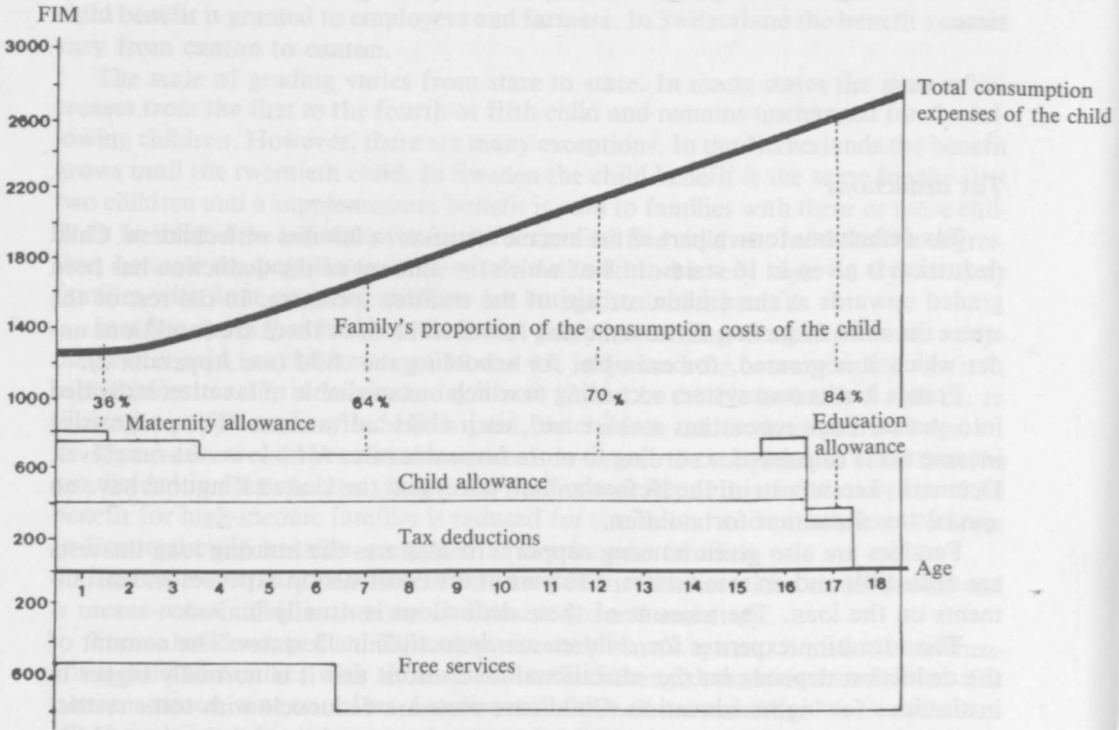 FIM
3000
Total consumption
expenses of the child
2600
2200
1800
1400
Family's proportion of the consumption costs of the child
1000
36 % 64 % 70 % 84 %
Maternity allowance
Education
allowance
600
Child allowance
200
Tax deductions
Age
1 2 3 4 5 6 7 8 9 10 11 12 13 14 15 16 17 18
200
Free services
600